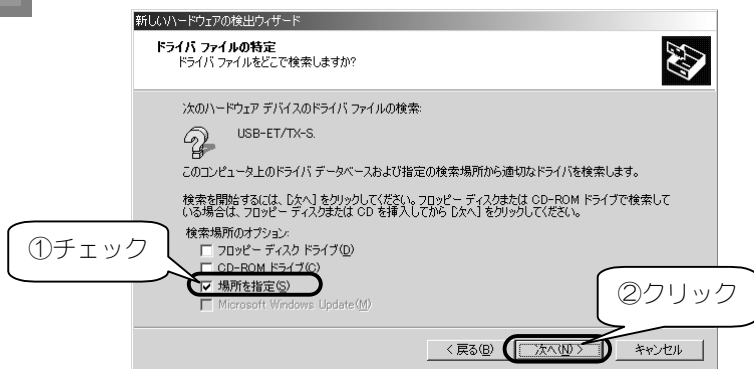 新しいハードウェアの検出ウィザード
ドライバ ファイルの特定
ドライバ ファイルをどこで検索しますか?
次のハードウェア デバイスのドライバ ファイルの検索:
USB-ET/TX-S.
このコンピュータ上のドライバ データベースおよび指定の検索場所から適切なドライバを検索します。
検索を開始するには、[次へ] をクリックしてください。フロッピー ディスクまたは CD-ROM ドライブで検索して
いる場合は、フロッピー ディスクまたは CD を挿入してから [次へ] をクリックしてください。
検索場所のオプション:
①チェック
フロッピー ディスク ドライブ(D)
CD-ROM ドライブ(C)
場所を指定(S)
Microsoft Windows Update(M)
②クリック
< 戻る(B)
次へ(N) >
キャンセル